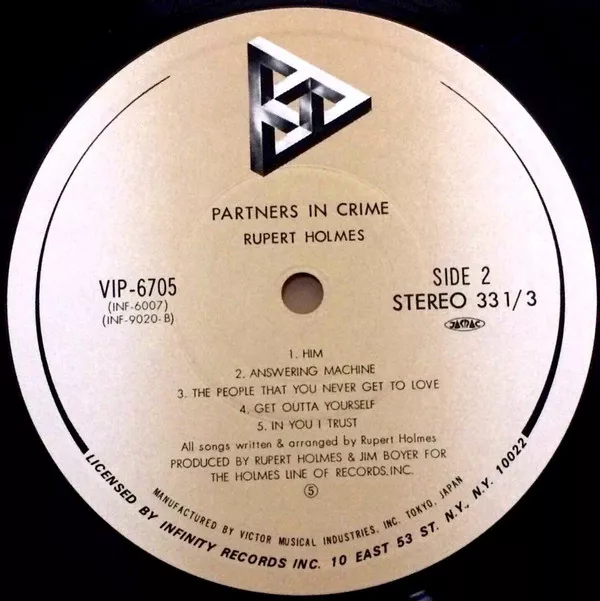 PARTNERS IN CRIME
RUPERT HOLMES
VIP-6705
(INF-6007)
(INF-9020-B)
SIDE 2
STEREO 33 1/3
JASRAC
1. HIM
2. ANSWERING MACHINE
3. THE PEOPLE THAT YOU NEVER GET TO LOVE
4. GET OUTTA YOURSELF
5. IN YOU I TRUST
All songs written & arranged by Rupert Holmes
PRODUCED BY RUPERT HOLMES & JIM BOYER FOR
THE HOLMES LINE OF RECORDS,INC.
⑤
MANUFACTURED BY VICTOR MUSICAL INDUSTRIES, INC. TOKYO, JAPAN
LICENSED BY INFINITY RECORDS INC. 10 EAST 53 ST. N.Y., N.Y. 10022